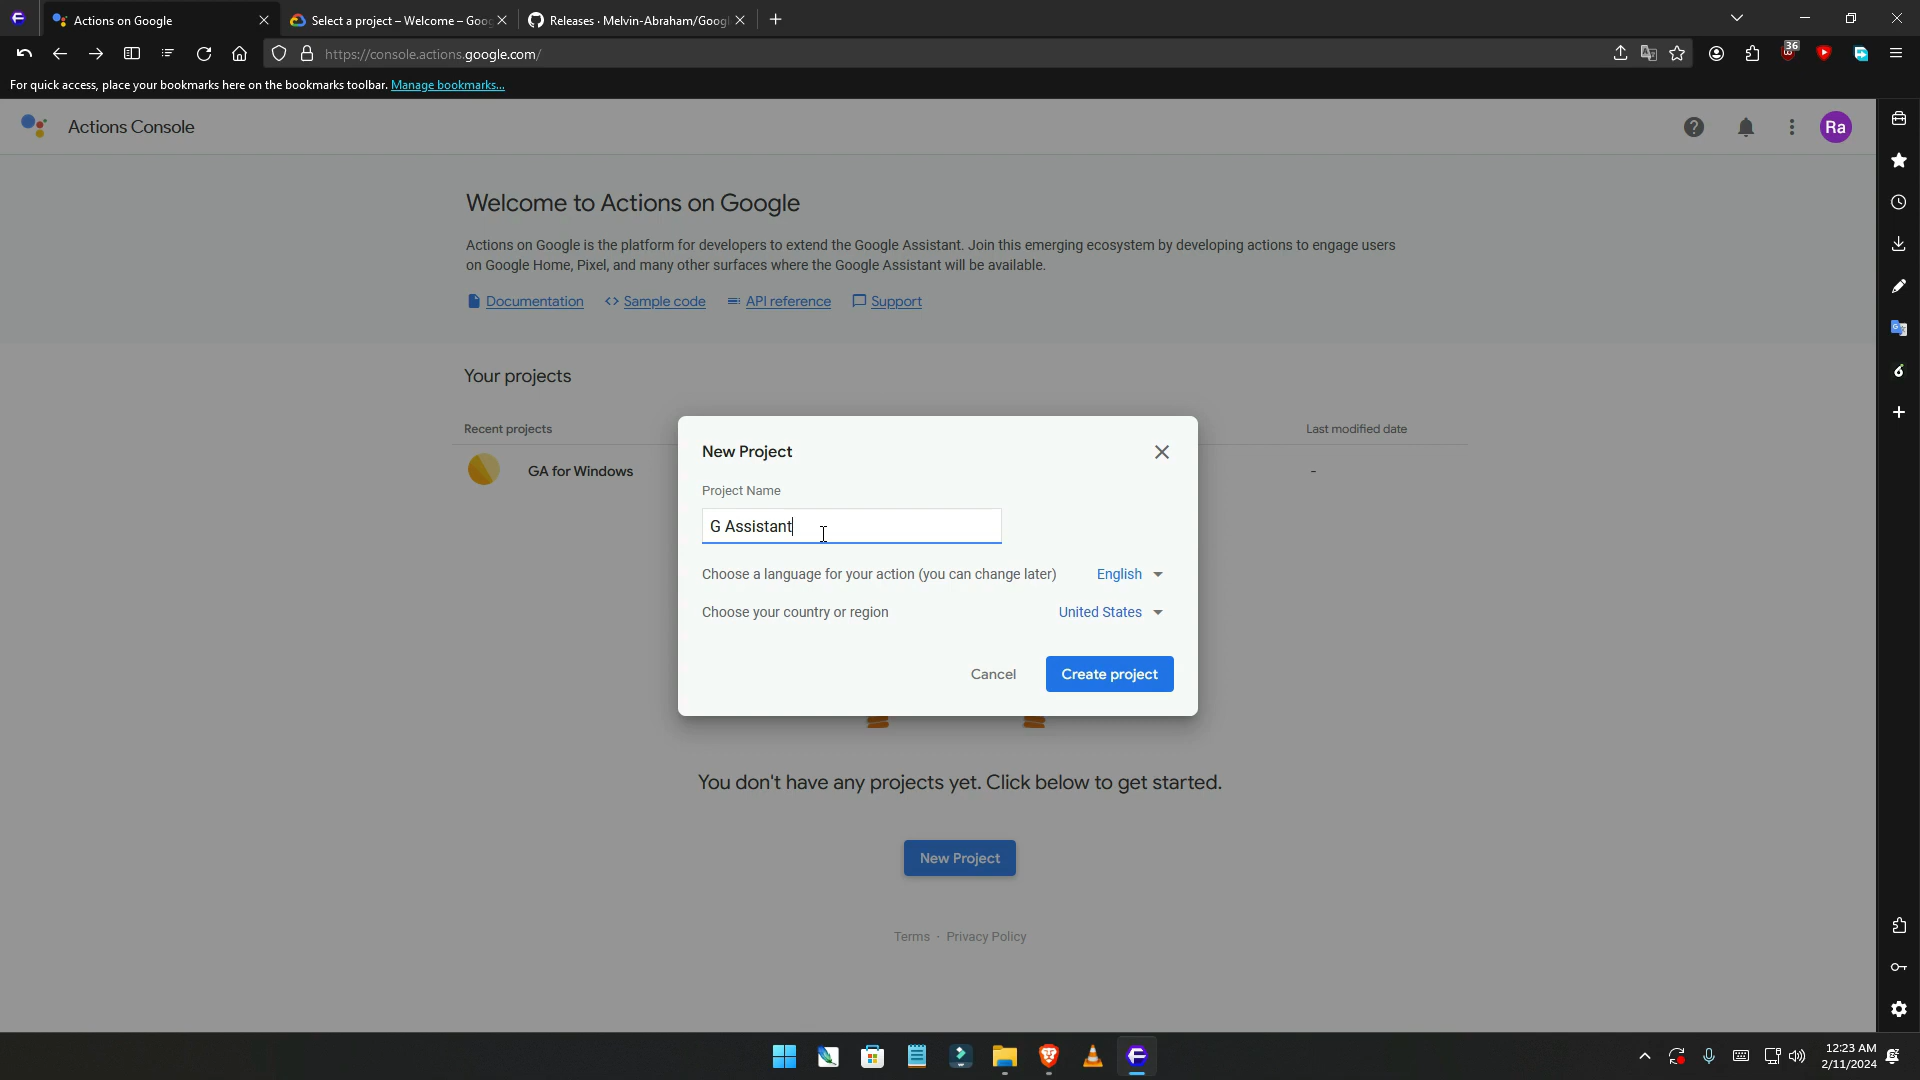 Actions on Google
Select a project – Welcome – Goo
Releases · Melvin-Abraham/Googl
https://console.actions.google.com/
36
For quick access, place your bookmarks here on the bookmarks toolbar. Manage bookmarks...
Actions Console
Ra
Welcome to Actions on Google
Actions on Google is the platform for developers to extend the Google Assistant. Join this emerging ecosystem by developing actions to engage users
on Google Home, Pixel, and many other surfaces where the Google Assistant will be available.
Documentation
Sample code
API reference
Support
Your projects
Recent projects
Last modified date
GA for Windows
-
New Project
Project Name
G Assistant
Choose a language for your action (you can change later)
English
Choose your country or region
United States
Cancel
Create project
You don't have any projects yet. Click below to get started.
New Project
Terms · Privacy Policy
12:23 AM
2/11/2024